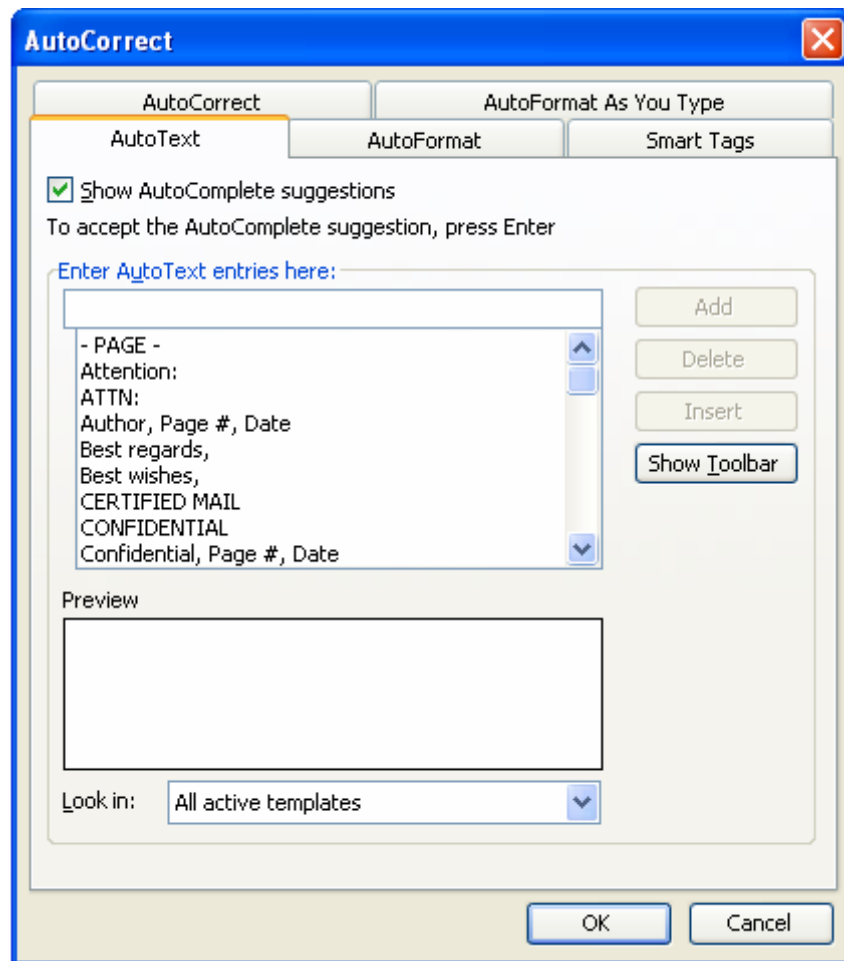 AutoCorrect
AutoCorrect AutoFormat As You Type
AutoText AutoFormat Smart Tags
Show AutoComplete suggestions
To accept the AutoComplete suggestion, press Enter
Enter AutoText entries here:
Add
- PAGE -
Attention:
Delete
ATTN:
Author, Page #, Date
Insert
Best regards,
Show Toolbar
Best wishes,
CERTIFIED MAIL
CONFIDENTIAL
Confidential, Page #, Date
Preview
Look in: All active templates
OK Cancel